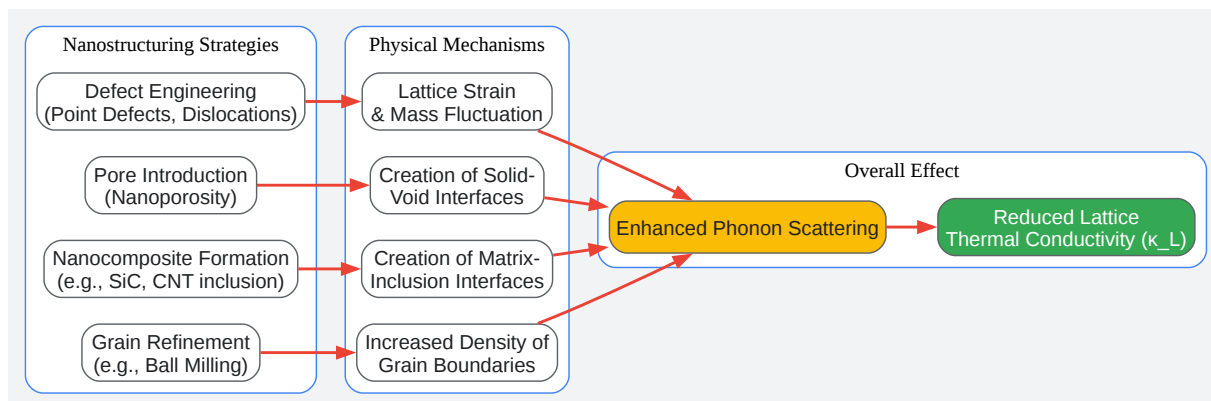 Nanostructuring Strategies
Defect Engineering
(Point Defects, Dislocations)
Pore Introduction
(Nanoporosity)
Nanocomposite Formation
(e.g., SiC, CNT inclusion)
Grain Refinement
(e.g., Ball Milling)
Physical Mechanisms
Lattice Strain
& Mass Fluctuation
Creation of Solid-
Void Interfaces
Creation of Matrix-
Inclusion Interfaces
Increased Density of
Grain Boundaries
Overall Effect
Enhanced Phonon Scattering
Reduced Lattice
Thermal Conductivity (κ_L)